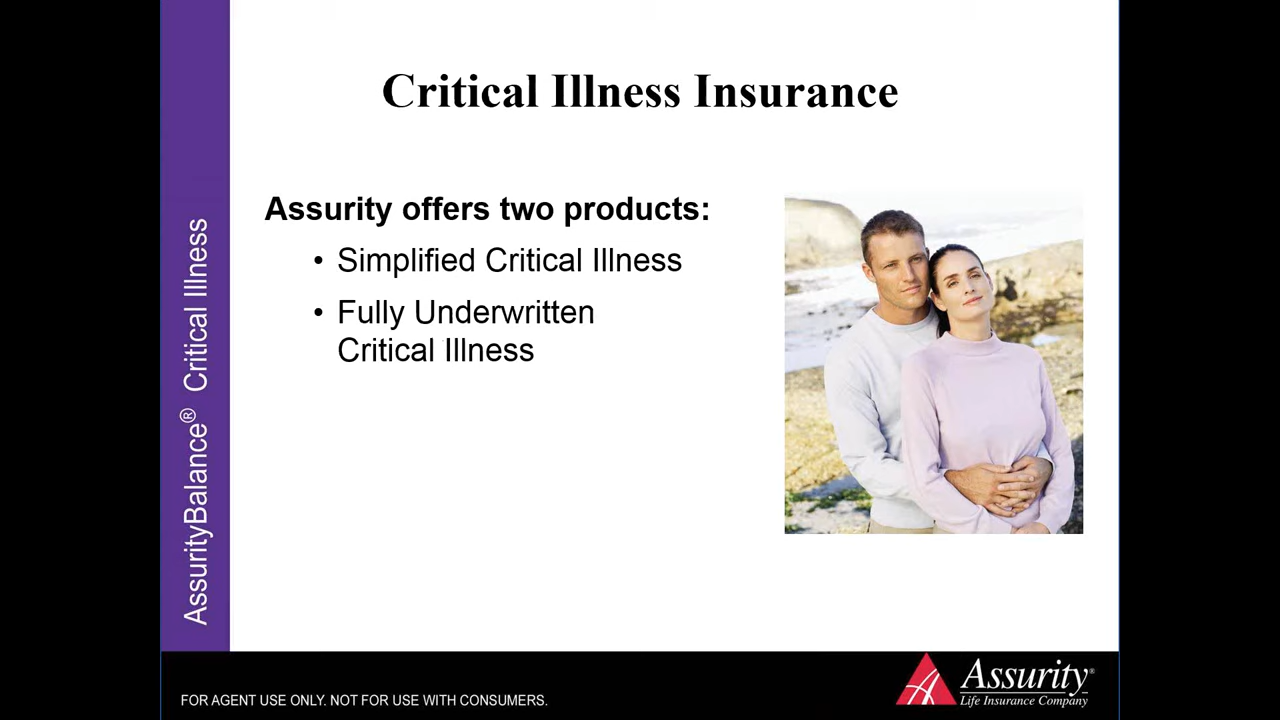 Critical Illness Insurance
Assurity offers two products:
• Simplified Critical Illness
• Fully Underwritten
Critical Illness
AssurityBalance® Critical Illness
FOR AGENT USE ONLY. NOT FOR USE WITH CONSUMERS.
Assurity®
Life Insurance Company